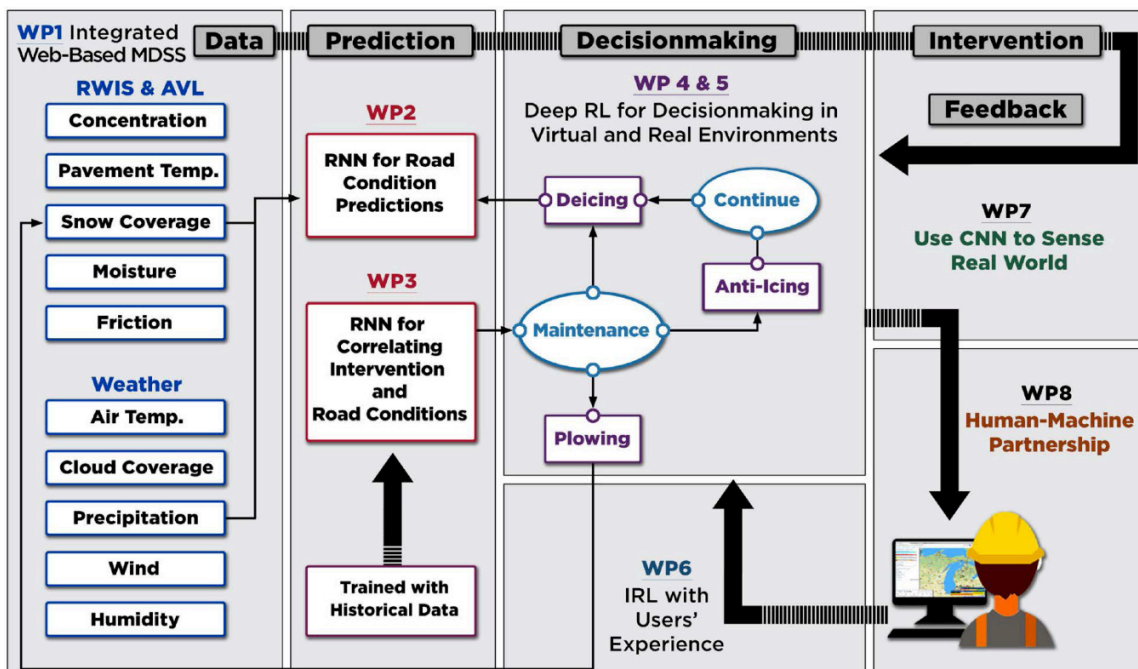 WP1 Integrated
Web-Based MDSS
Data
Prediction
Decisionmaking
Intervention
Feedback
RWIS & AVL
Concentration
Pavement Temp.
Snow Coverage
Moisture
Friction
Weather
Air Temp.
Cloud Coverage
Precipitation
Wind
Humidity
WP2
RNN for Road
Condition
Predictions
WP3
RNN for
Correlating
Intervention
and
Road Conditions
Trained with
Historical Data
WP 4 & 5
Deep RL for Decisionmaking in
Virtual and Real Environments
Deicing
Continue
Maintenance
Anti-Icing
Plowing
WP6
IRL with
Users'
Experience
WP7
Use CNN to Sense
Real World
WP8
Human-Machine
Partnership